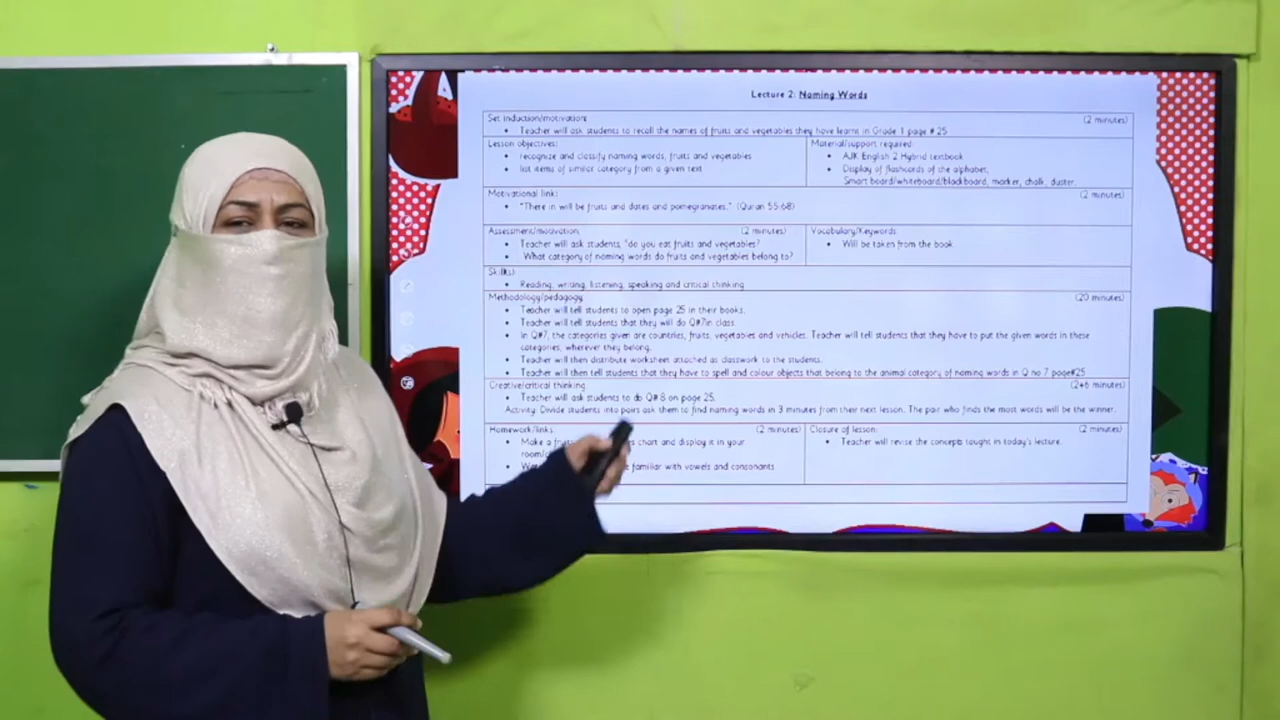 Lecture 2: Naming Words
Set induction/motivation: (2 minutes)
Teacher will ask students to recall the names of fruits and vegetables they have learns in Grade 1 page # 25
Lesson objectives:
recognize and classify naming words, fruits and vegetables
list items of similar category from a given text
Material/support required:
AJK English 2 Hybrid textbook
Display of flashcards of the alphabet,
Smart board/whiteboard/blackboard, marker, chalk, duster.
Motivational link: (2 minutes)
"There in will be fruits and dates and pomegranates." (Quran 55:68)
Assessment/motivation: (2 minutes)
Teacher will ask students, "do you eat fruits and vegetables?
What category of naming words do fruits and vegetables belong to?
Vocabulary/Keywords:
Will be taken from the book.
Skill(s):
Reading, writing, listening, speaking and critical thinking
Methodology/pedagogy: (20 minutes)
Teacher will tell students to open page 25 in their books.
Teacher will tell students that they will do Q#7in class.
In Q#7, the categories given are countries, fruits, vegetables and vehicles. Teacher will tell students that they have to put the given words in these
categories, wherever they belong.
Teacher will then distribute worksheet attached as classwork to the students.
Teacher will then tell students that they have to spell and colour objects that belong to the animal category of naming words in Q no 7 page#25
Creative/critical thinking: (2+6 minutes)
Teacher will ask students to do Q# 8 on page 25.
Activity: Divide students into pairs ask them to find naming words in 3 minutes from their next lesson. The pair who finds the most words will be the winner.
Homework/link: (2 minutes)
Make a chart and display it in your
familiar with vowels and consonants
Closure of lesson: (2 minutes)
Teacher will revise the concepts taught in today's lecture.